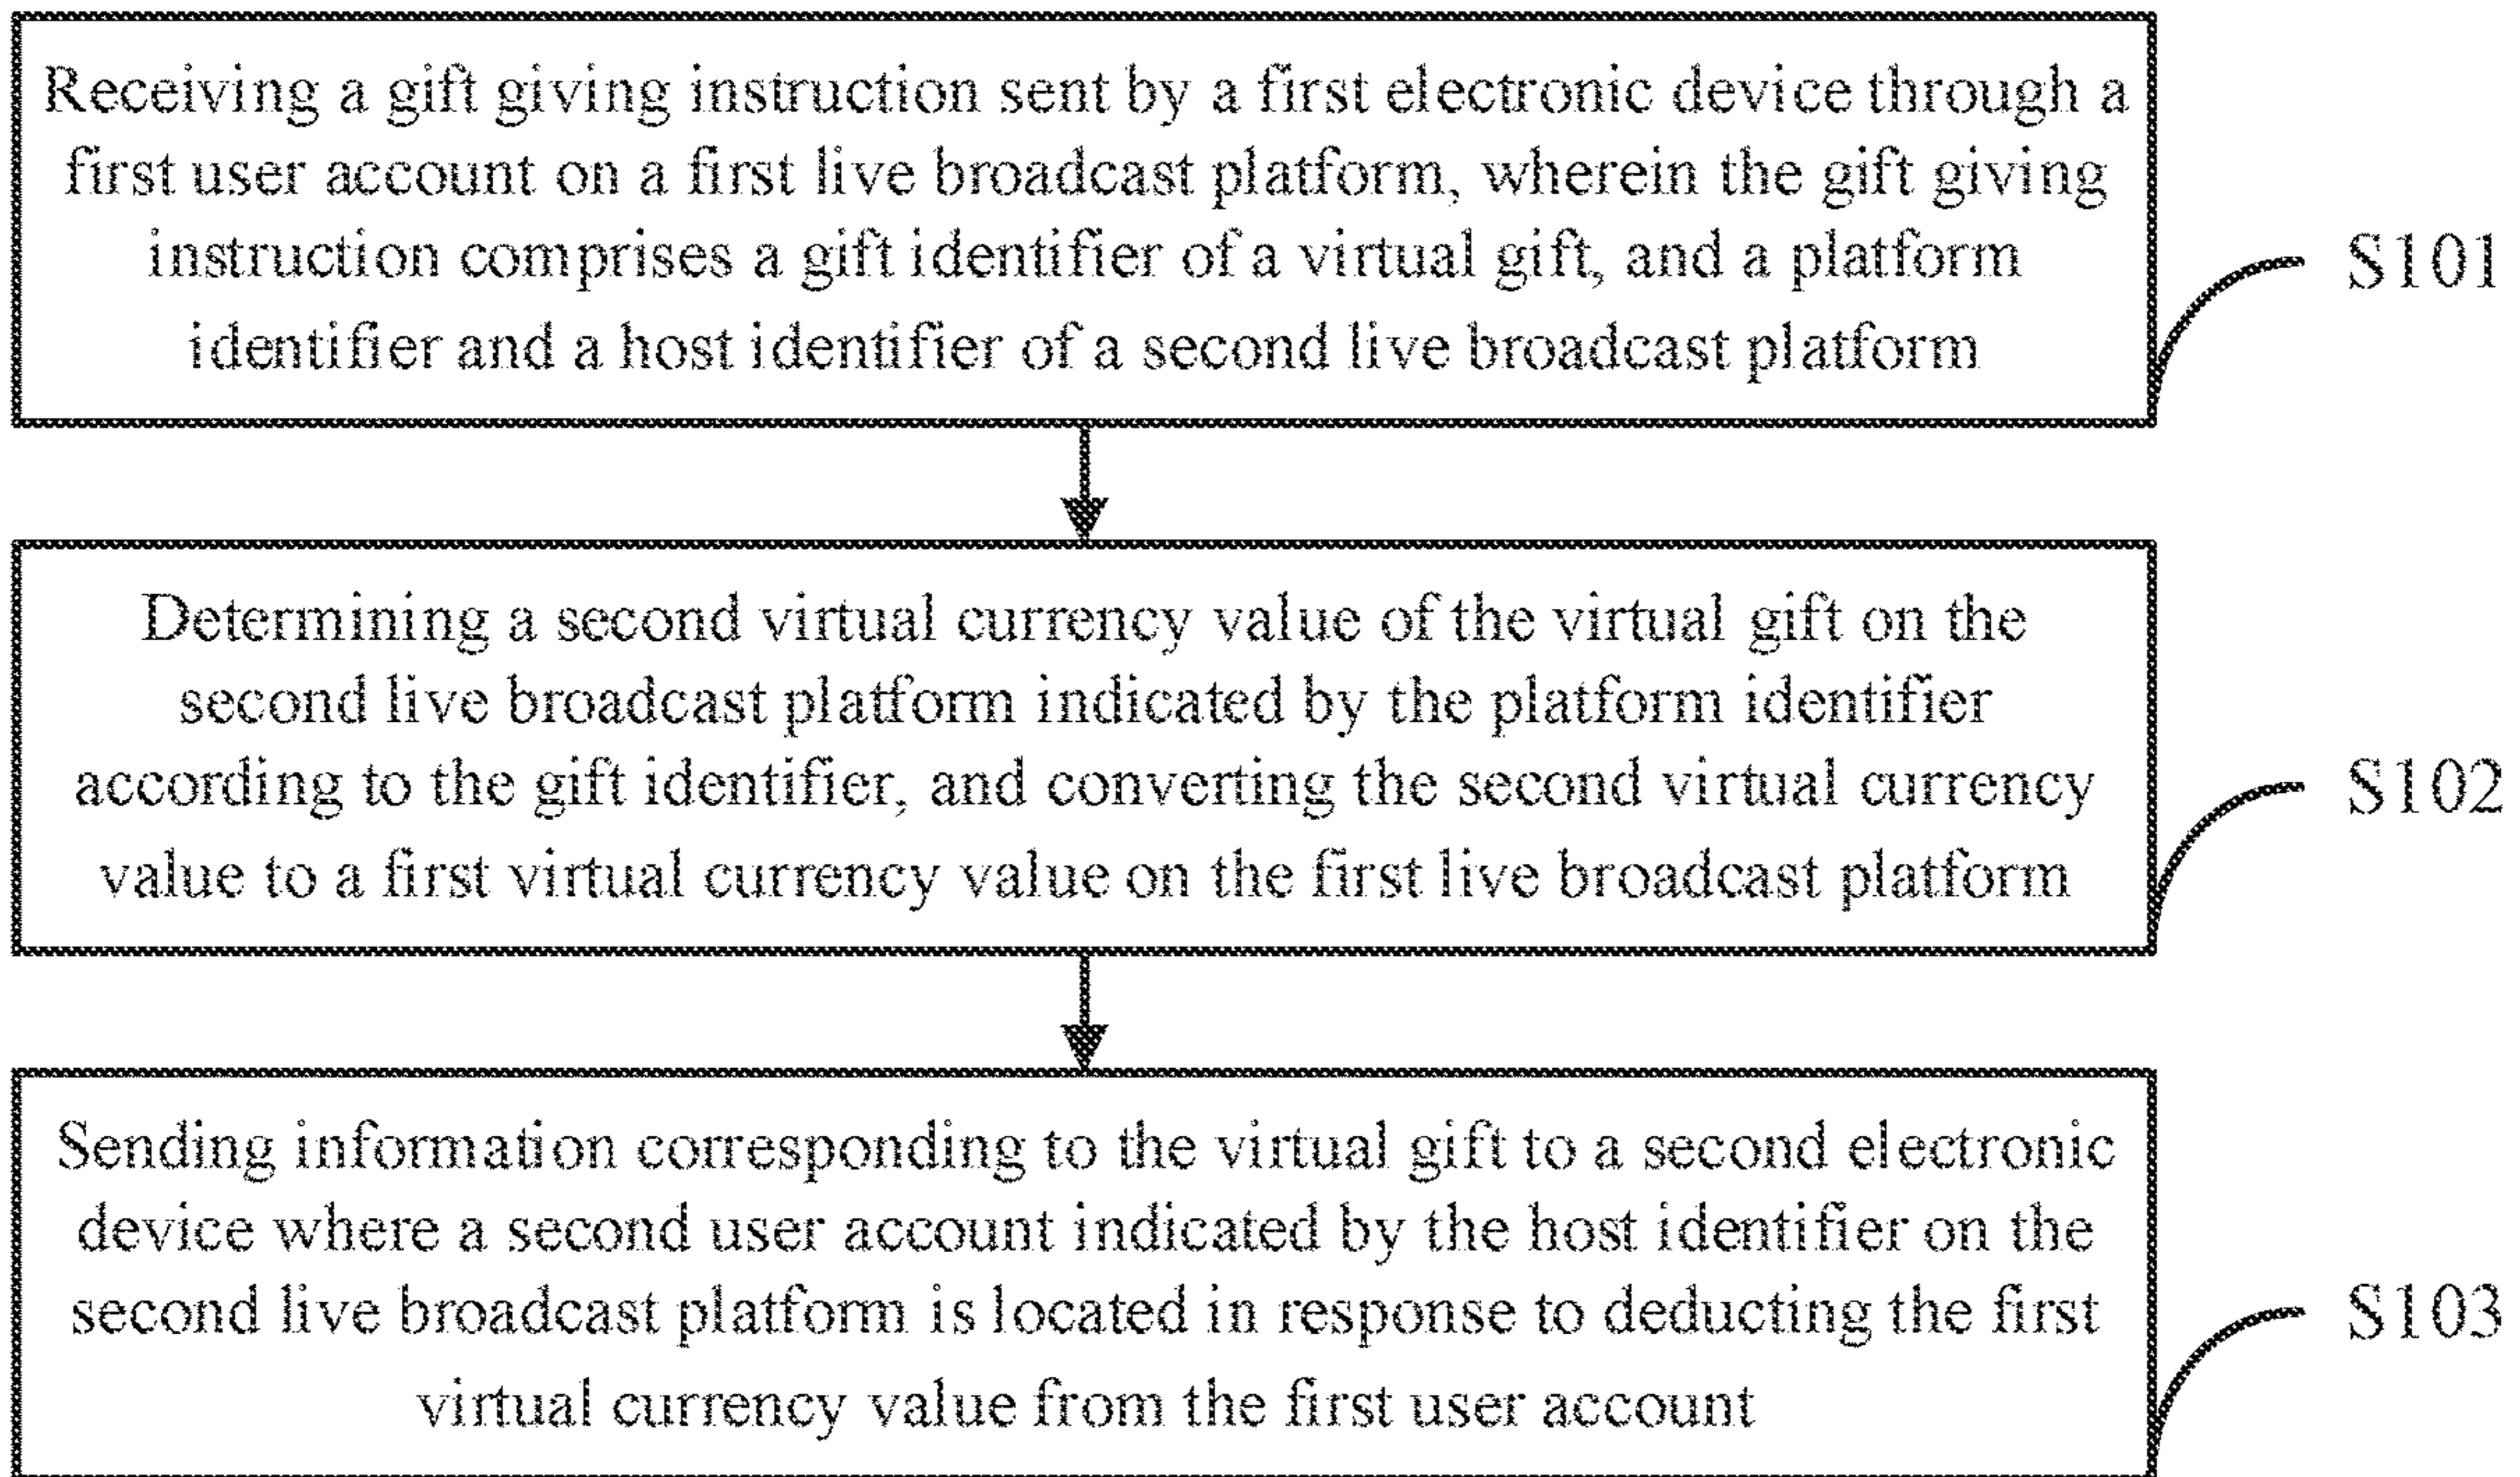 Receiving a gift giving instruction sent by a first electronic device through a
first user account on a first live broadcast platform, wherein the gift giving
instruction comprises a gift identifier of a virtual gift, and a platform
identifier and a host identifier of a second live broadcast platform
S101
Determining a second virtual currency value of the virtual gift on the
second live broadcast platform indicated by the platform identifier
according to the gift identifier, and converting the second virtual currency
value to a first virtual currency value on the first live broadcast platform
S102
Sending information corresponding to the virtual gift to a second electronic
device where a second user account indicated by the host identifier on the
second live broadcast platform is located in response to deducting the first
virtual currency value from the first user account
S103